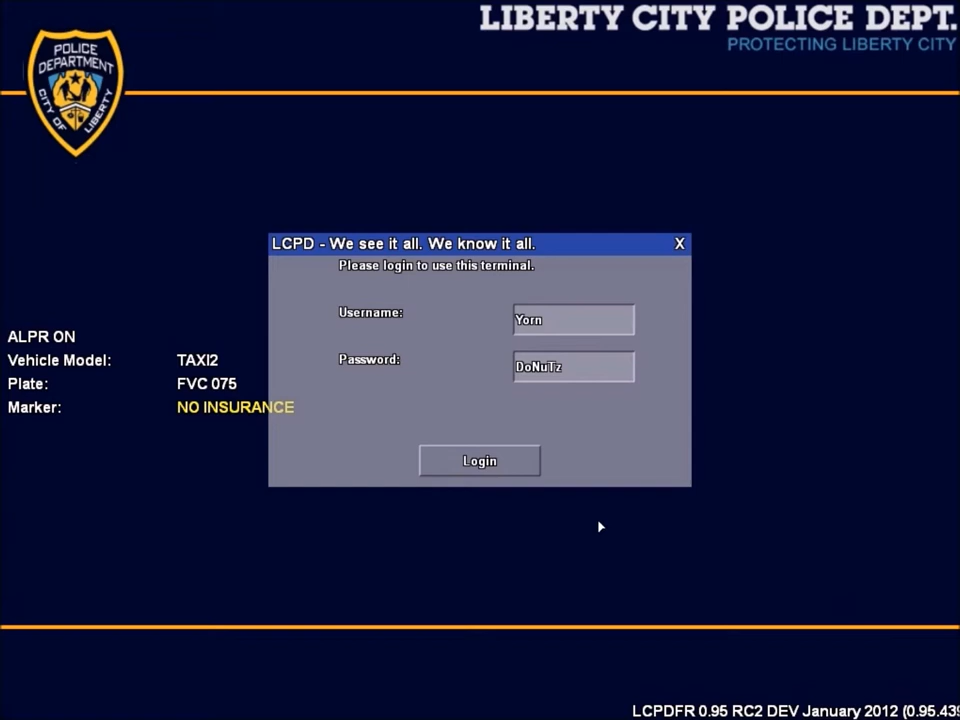 LIBERTY CITY POLICE DEPT.
PROTECTING LIBERTY CITY
POLICE
DEPARTMENT
CITY OF LIBERTY
LCPD - We see it all. We know it all. X
Please login to use this terminal.
Username: Yorn
Password: DoNuTz
Login
ALPR ON
Vehicle Model: TAXI2
Plate: FVC 075
Marker: NO INSURANCE
LCPDFR 0.95 RC2 DEV January 2012 (0.95.439